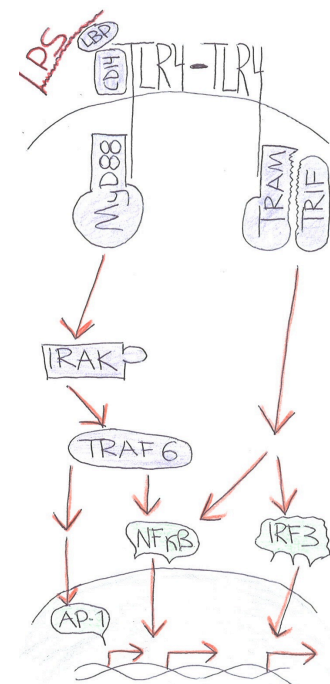 LPS
LBP
CD14
TLR4-TLR4
MyD88
TRAM
TRIF
IRAK
TRAF6
NFκB
IRF3
AP-1